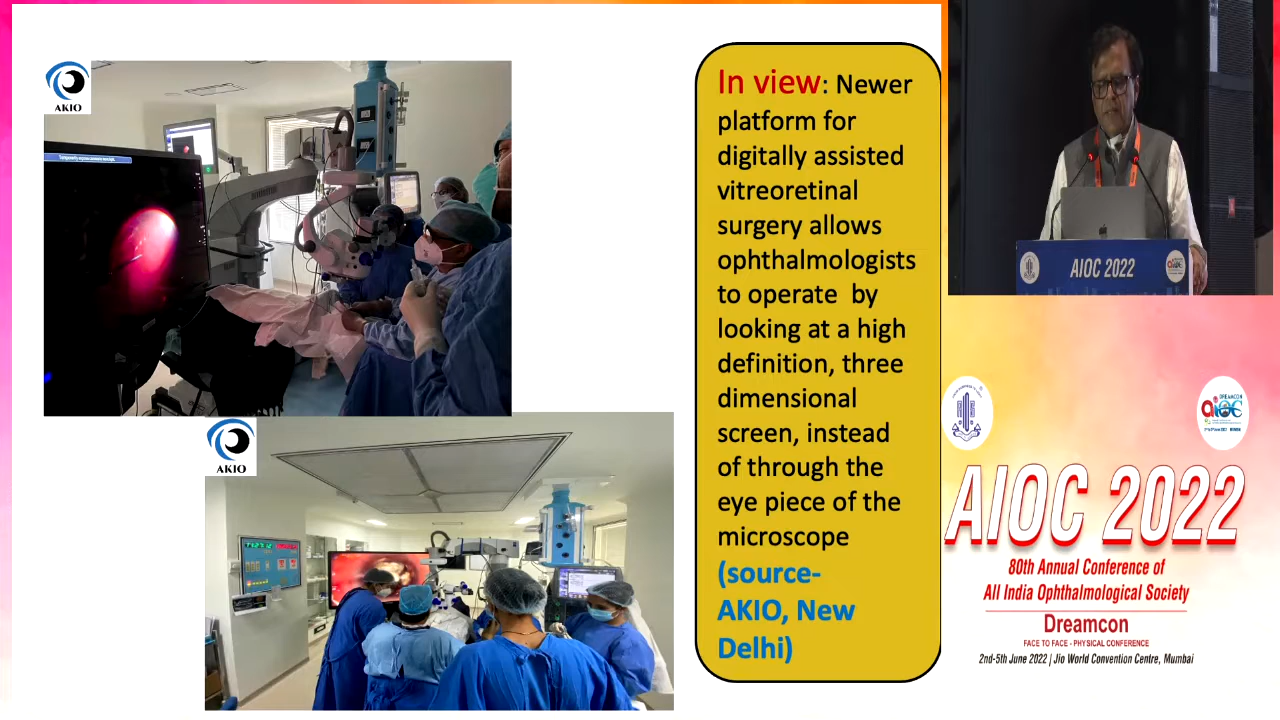 AKIO
In view: Newer
platform for
digitally assisted
vitreoretinal
surgery allows
ophthalmologists
to operate by
looking at a high
definition, three
dimensional
screen, instead
of through the
eye piece of the
microscope
(source-
AKIO, New
Delhi)
AKIO
AIOC 2022
DREAMCON
aioc
AIOC 2022
80th Annual Conference of
All India Ophthalmological Society
Dreamcon
FACE TO FACE - PHYSICAL CONFERENCE
2nd-5th June 2022 | Jio World Convention Centre, Mumbai